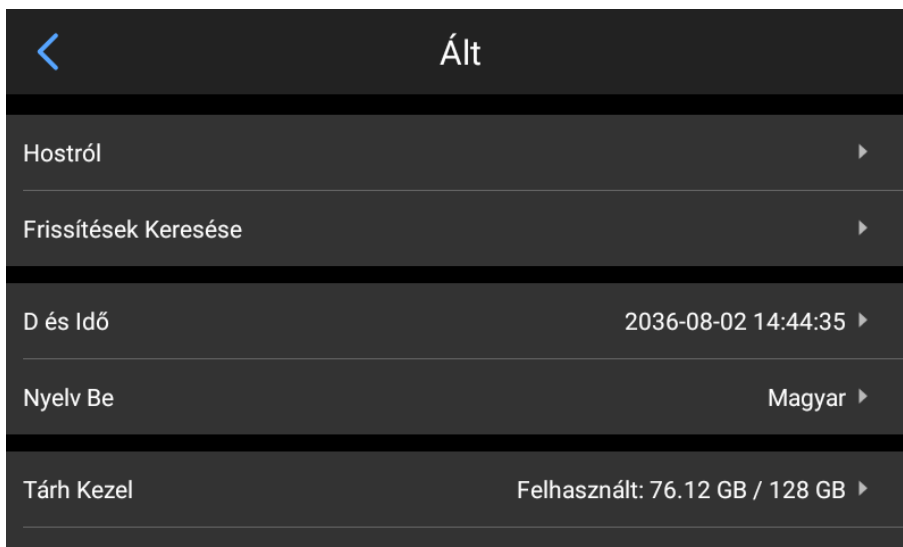 Ált
Hostról
Frissítések Keresése
D és Idő 2036-08-02 14:44:35
Nyelv Be Magyar
Tárh Kezel Felhasznált: 76.12 GB / 128 GB